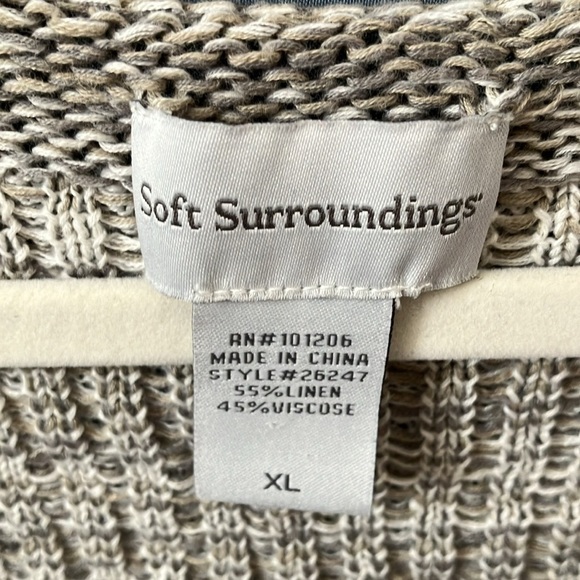 Soft Surroundings
RN#101206
MADE IN CHINA
STYLE#26247
55%LINEN
45%VISCOSE
XL